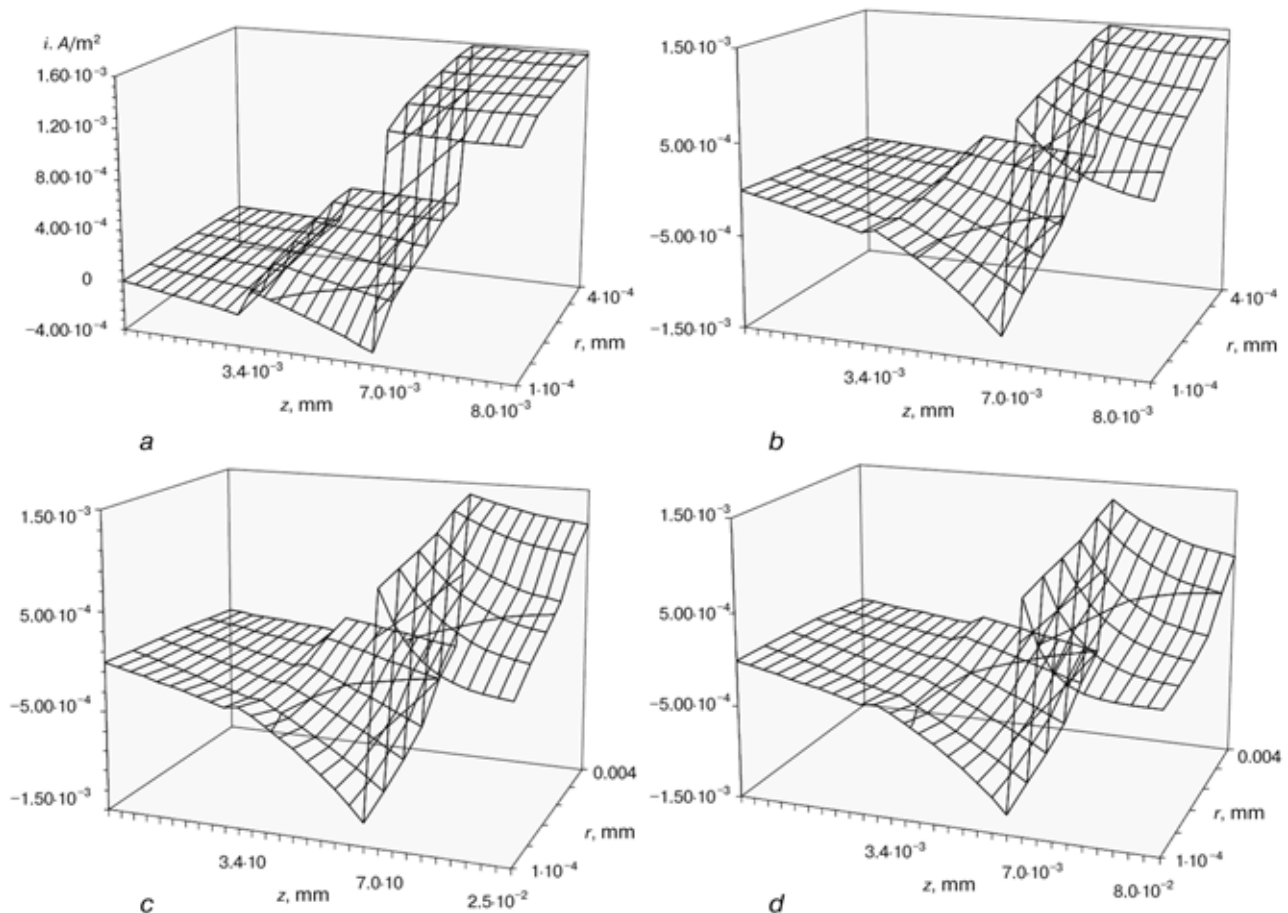 i. A/m²
1.60·10⁻³
1.20·10⁻³
8.00·10⁻⁴
4.00·10⁻⁴
0
−4.00·10⁻⁴
3.4·10⁻³
7.0·10⁻³
8.0·10⁻³
z, mm
1·10⁻⁴
r, mm
4·10⁻⁴
a
1.50·10⁻³
5.00·10⁻⁴
−5.00·10⁻⁴
−1.50·10⁻³
3.4·10⁻³
7.0·10⁻³
8.0·10⁻³
z, mm
1·10⁻⁴
r, mm
4·10⁻⁴
b
1.50·10⁻³
5.00·10⁻⁴
−5.00·10⁻⁴
−1.50·10⁻³
3.4·10
7.0·10
2.5·10⁻²
z, mm
1·10⁻⁴
r, mm
0.004
c
1.50·10⁻³
5.00·10⁻⁴
−5.00·10⁻⁴
−1.50·10⁻³
3.4·10⁻³
7.0·10⁻³
8.0·10⁻²
z, mm
1·10⁻⁴
r, mm
0.004
d